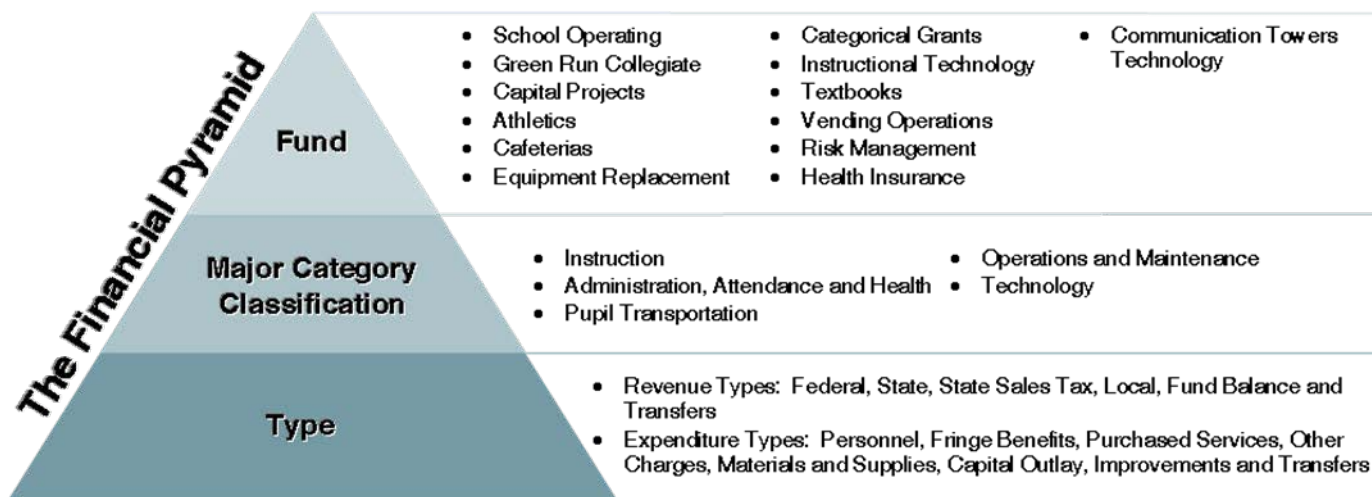 The Financial Pyramid
Fund
• School Operating
• Green Run Collegiate
• Capital Projects
• Athletics
• Cafeterias
• Equipment Replacement
• Categorical Grants
• Instructional Technology
• Textbooks
• Vending Operations
• Risk Management
• Health Insurance
• Communication Towers
Technology
Major Category
Classification
• Instruction
• Administration, Attendance and Health
• Pupil Transportation
• Operations and Maintenance
• Technology
Type
• Revenue Types: Federal, State, State Sales Tax, Local, Fund Balance and
Transfers
• Expenditure Types: Personnel, Fringe Benefits, Purchased Services, Other
Charges, Materials and Supplies, Capital Outlay, Improvements and Transfers